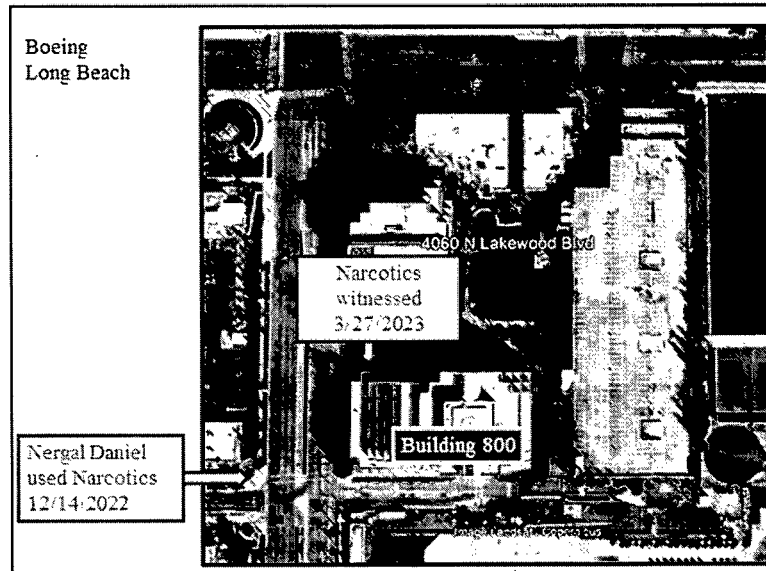 Boeing
Long Beach
4060 N Lakewood Blvd
Narcotics
witnessed
3/27/2023
Building 800
Nergal Daniel
used Narcotics
12/14/2022